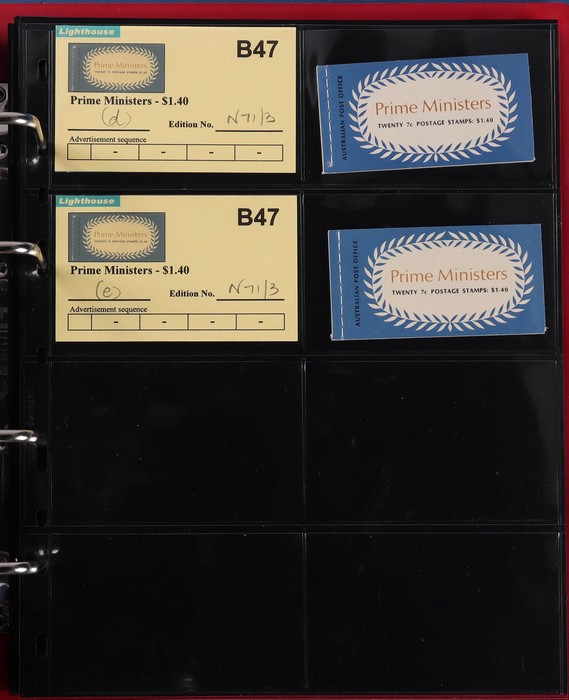 Lighthouse
B47
Prime Ministers
TWENTY 7c POSTAGE STAMPS $1.40
Prime Ministers - $1.40
(d) Edition No. N71/3
Advertisement sequence
- - - -
AUSTRALIAN POST OFFICE
Prime Ministers
TWENTY 7c POSTAGE STAMPS: $1.40
Lighthouse
B47
Prime Ministers
TWENTY 7c POSTAGE STAMPS $1.40
Prime Ministers - $1.40
(e) Edition No. N71/3
Advertisement sequence
- - - -
AUSTRALIAN POST OFFICE
Prime Ministers
TWENTY 7c POSTAGE STAMPS: $1.40